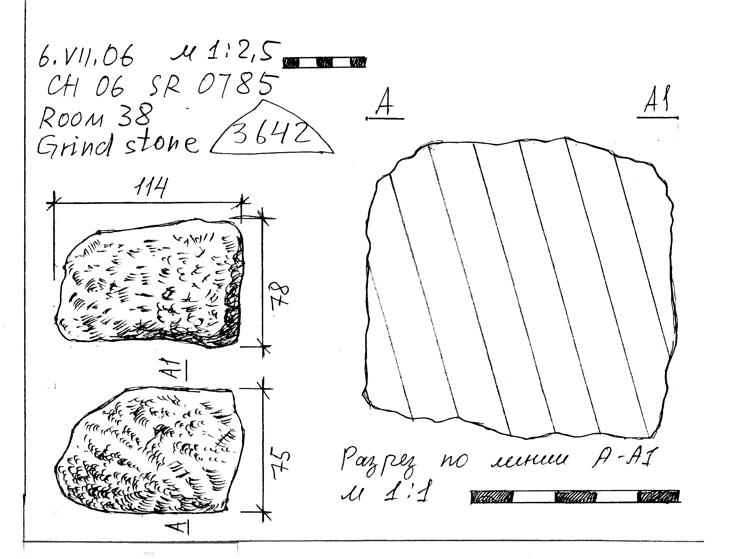 6.VII.06 М 1:2,5
CH 06 SR 0785
Room 38
Grind stone 3642
A A1
114
78
A1
75
A
Разрез по линии А-А1
М 1:1